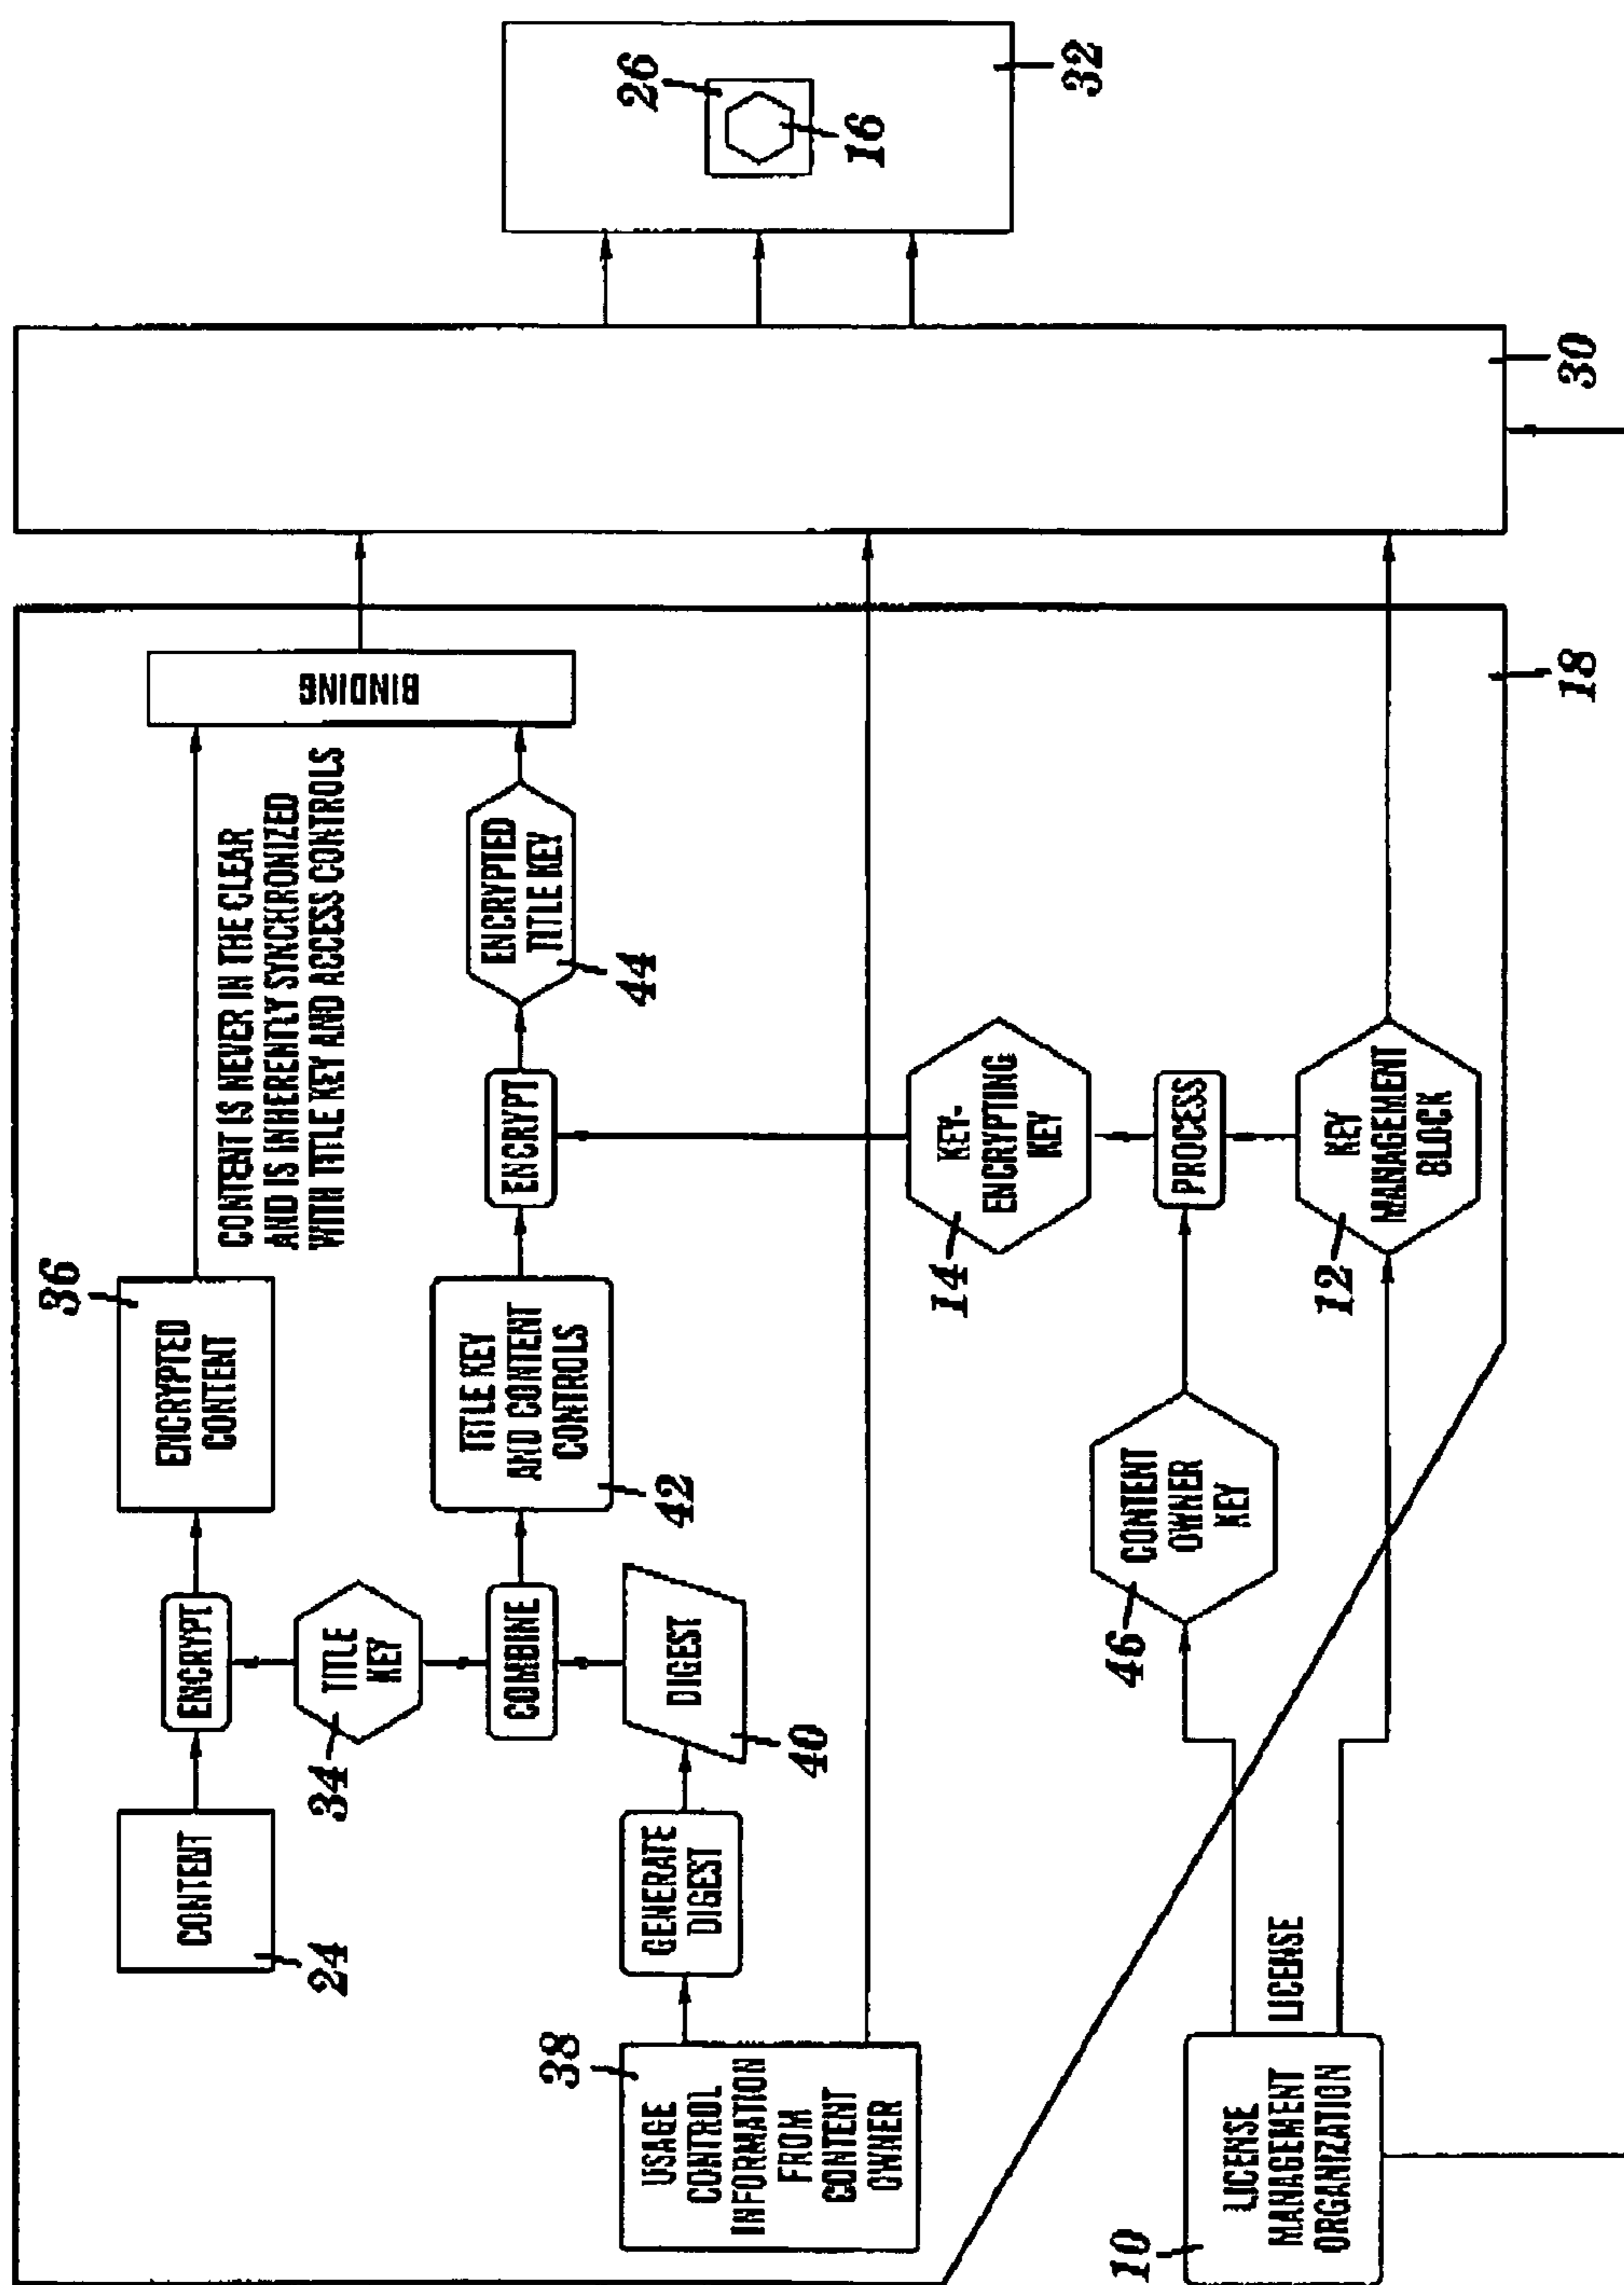 CONTENT
24
ENCRYPT
ENCRYPTED
CONTENT
36
CONTENT IS NEVER IN THE CLEAR
AND IS INHERENTLY SYNCHRONIZED
WITH TITLE KEY AND ACCESS CONTROLS
BINDING
34
TITLE
KEY
COMBINE
TITLE KEY
AND CONTENT
CONTROLS
42
ENCRYPT
ENCRYPTED
TITLE KEY
44
38
USAGE
CONTROL
INFORMATION
FROM
CONTENT
OWNER
GENERATE
DIGEST
DIGEST
40
14
KEY-
ENCRYPTING
KEY
PROCESS
46
CONTENT
OWNER
KEY
12
KEY
MANAGEMENT
BLOCK
10
LICENSE
MANAGEMENT
ORGANIZATION
LICENSE
18
30
26
16
32